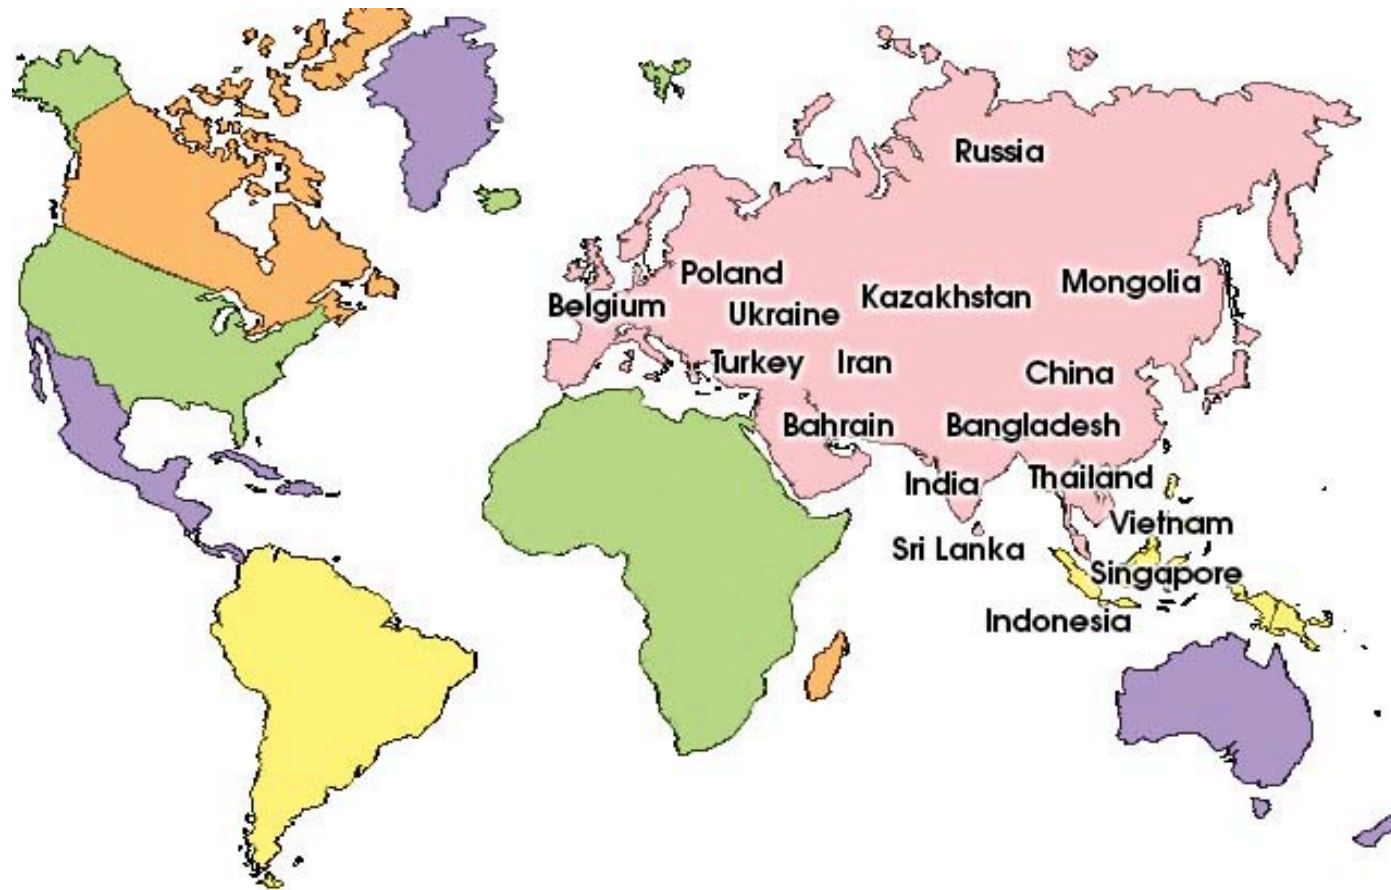 Russia
Poland
Mongolia
Kazakhstan
Belgium
Ukraine
Turkey
Iran
China
Bahrain
Bangladesh
Thailand
India
Vietnam
Sri Lanka
Singapore
Indonesia